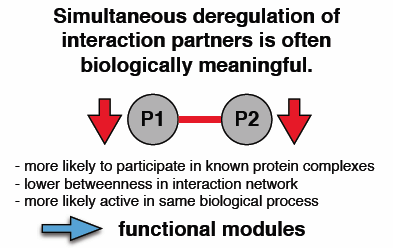 Simultaneous deregulation of
interaction partners is often
biologically meaningful.
P1 P2
- more likely to participate in known protein complexes
- lower betweenness in interaction network
- more likely active in same biological process
functional modules